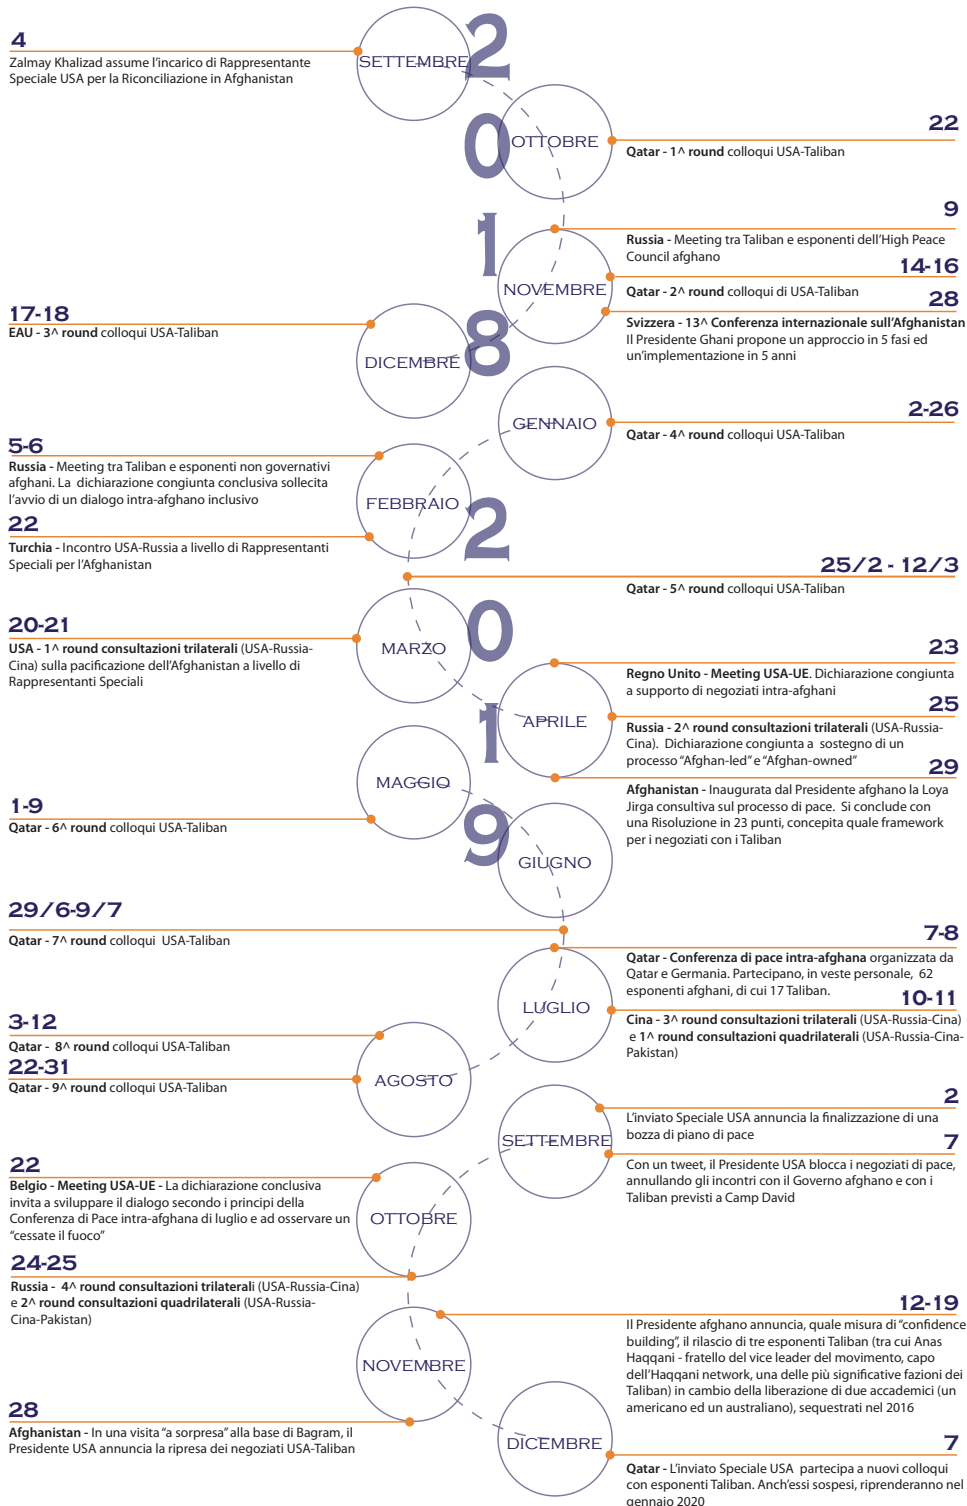 4
Zalmay Khalizad assume l'incarico di Rappresentante
Speciale USA per la Riconciliazione in Afghanistan
SETTEMBRE
2
0
1
8
OTTOBRE
22
Qatar - 1^ round colloqui USA-Taliban
NOVEMBRE
9
Russia - Meeting tra Taliban e esponenti dell'High Peace
Council afghano
14-16
Qatar - 2^ round colloqui di USA-Taliban
28
Svizzera - 13^ Conferenza internazionale sull'Afghanistan
Il Presidente Ghani propone un approccio in 5 fasi ed
un'implementazione in 5 anni
17-18
EAU - 3^ round colloqui USA-Taliban
DICEMBRE
GENNAIO
2-26
Qatar - 4^ round colloqui USA-Taliban
5-6
Russia - Meeting tra Taliban e esponenti non governativi
afghani. La dichiarazione congiunta conclusiva sollecita
l'avvio di un dialogo intra-afghano inclusivo
FEBBRAIO
22
Turchia - Incontro USA-Russia a livello di Rappresentanti
Speciali per l'Afghanistan
2
0
1
9
25/2 - 12/3
Qatar - 5^ round colloqui USA-Taliban
20-21
USA - 1^ round consultazioni trilaterali (USA-Russia-
Cina) sulla pacificazione dell'Afghanistan a livello di
Rappresentanti Speciali
MARZO
APRILE
23
Regno Unito - Meeting USA-UE. Dichiarazione congiunta
a supporto di negoziati intra-afghani
25
Russia - 2^ round consultazioni trilaterali (USA-Russia-
Cina). Dichiarazione congiunta a sostegno di un
processo "Afghan-led" e "Afghan-owned"
29
Afghanistan - Inaugurata dal Presidente afghano la Loya
Jirga consultiva sul processo di pace. Si conclude con
una Risoluzione in 23 punti, concepita quale framework
per i negoziati con i Taliban
MAGGIO
1-9
Qatar - 6^ round colloqui USA-Taliban
GIUGNO
29/6-9/7
Qatar - 7^ round colloqui USA-Taliban
LUGLIO
7-8
Qatar - Conferenza di pace intra-afghana organizzata da
Qatar e Germania. Partecipano, in veste personale, 62
esponenti afghani, di cui 17 Taliban.
10-11
Cina - 3^ round consultazioni trilaterali (USA-Russia-Cina)
e 1^ round consultazioni quadrilaterali (USA-Russia-Cina-
Pakistan)
3-12
Qatar - 8^ round colloqui USA-Taliban
22-31
Qatar - 9^ round colloqui USA-Taliban
AGOSTO
SETTEMBRE
2
L'inviato Speciale USA annuncia la finalizzazione di una
bozza di piano di pace
7
Con un tweet, il Presidente USA blocca i negoziati di pace,
annullando gli incontri con il Governo afghano e con i
Taliban previsti a Camp David
22
Belgio - Meeting USA-UE - La dichiarazione conclusiva
invita a sviluppare il dialogo secondo i principi della
Conferenza di Pace intra-afghana di luglio e ad osservare un
"cessate il fuoco"
OTTOBRE
24-25
Russia - 4^ round consultazioni trilaterali (USA-Russia-Cina)
e 2^ round consultazioni quadrilaterali (USA-Russia-
Cina-Pakistan)
NOVEMBRE
12-19
Il Presidente afghano annuncia, quale misura di "confidence
building", il rilascio di tre esponenti Taliban (tra cui Anas
Haqqani - fratello del vice leader del movimento, capo
dell'Haqqani network, una delle più significative fazioni dei
Taliban) in cambio della liberazione di due accademici (un
americano ed un australiano), sequestrati nel 2016
28
Afghanistan - In una visita "a sorpresa" alla base di Bagram, il
Presidente USA annuncia la ripresa dei negoziati USA-Taliban
DICEMBRE
7
Qatar - L'inviato Speciale USA partecipa a nuovi colloqui
con esponenti Taliban. Anch'essi sospesi, riprenderanno nel
gennaio 2020